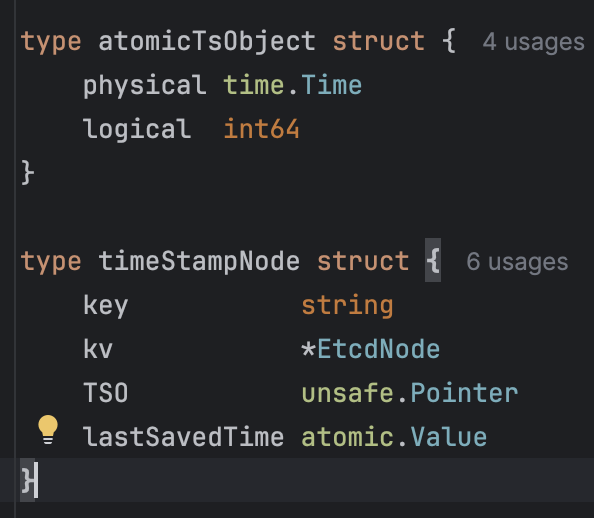 type atomicTsObject struct {  4 usages
    physical time.Time
    logical  int64
}

type timeStampNode struct {  6 usages
    key           string
    kv            *EtcdNode
    TSO           unsafe.Pointer
    lastSavedTime atomic.Value
}